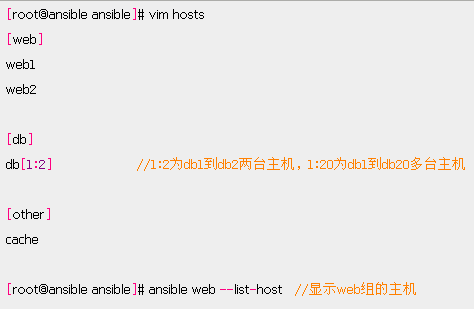 [root@ansible ansible]# vim hosts
[web]
web1
web2
[db]
db[1:2] //1:2为db1到db2两台主机，1:20为db1到db20多台主机
[other]
cache
[root@ansible ansible]# ansible web --list-host //显示web组的主机